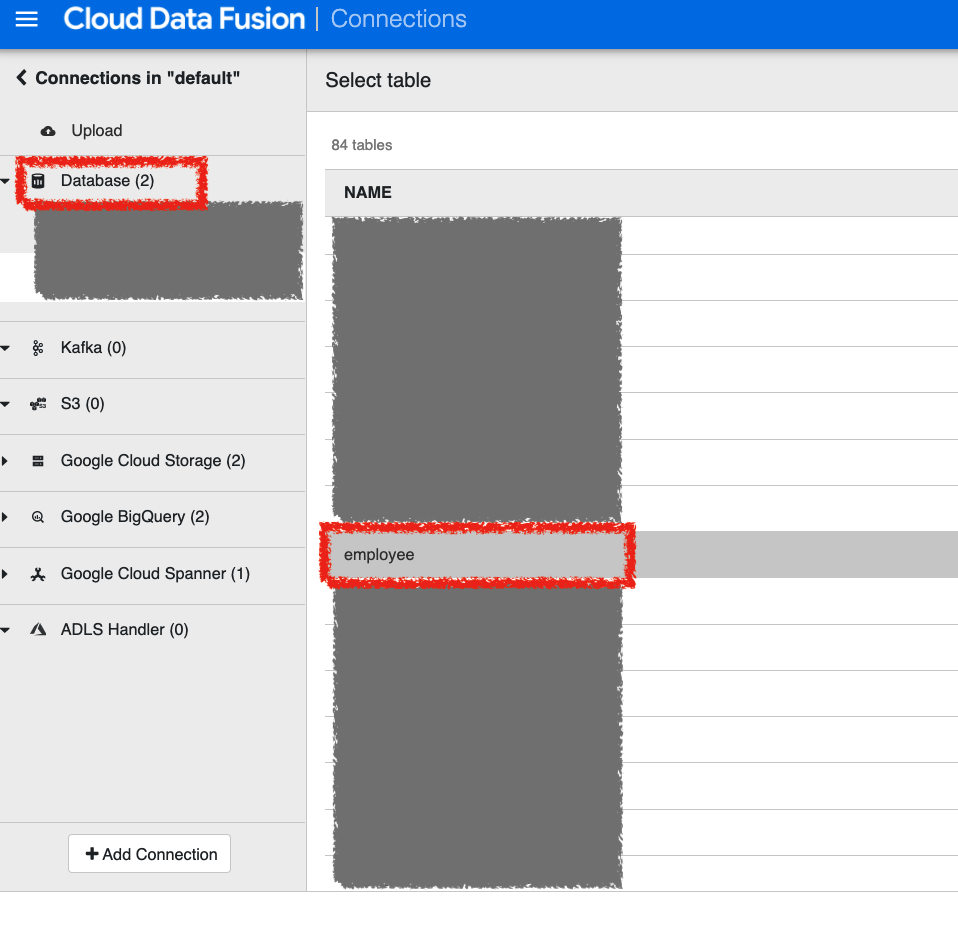 Cloud Data Fusion | Connections
Connections in "default"
Upload
Database (2)
Kafka (0)
S3 (0)
Google Cloud Storage (2)
Google BigQuery (2)
Google Cloud Spanner (1)
ADLS Handler (0)
+ Add Connection
Select table
84 tables
NAME
employee